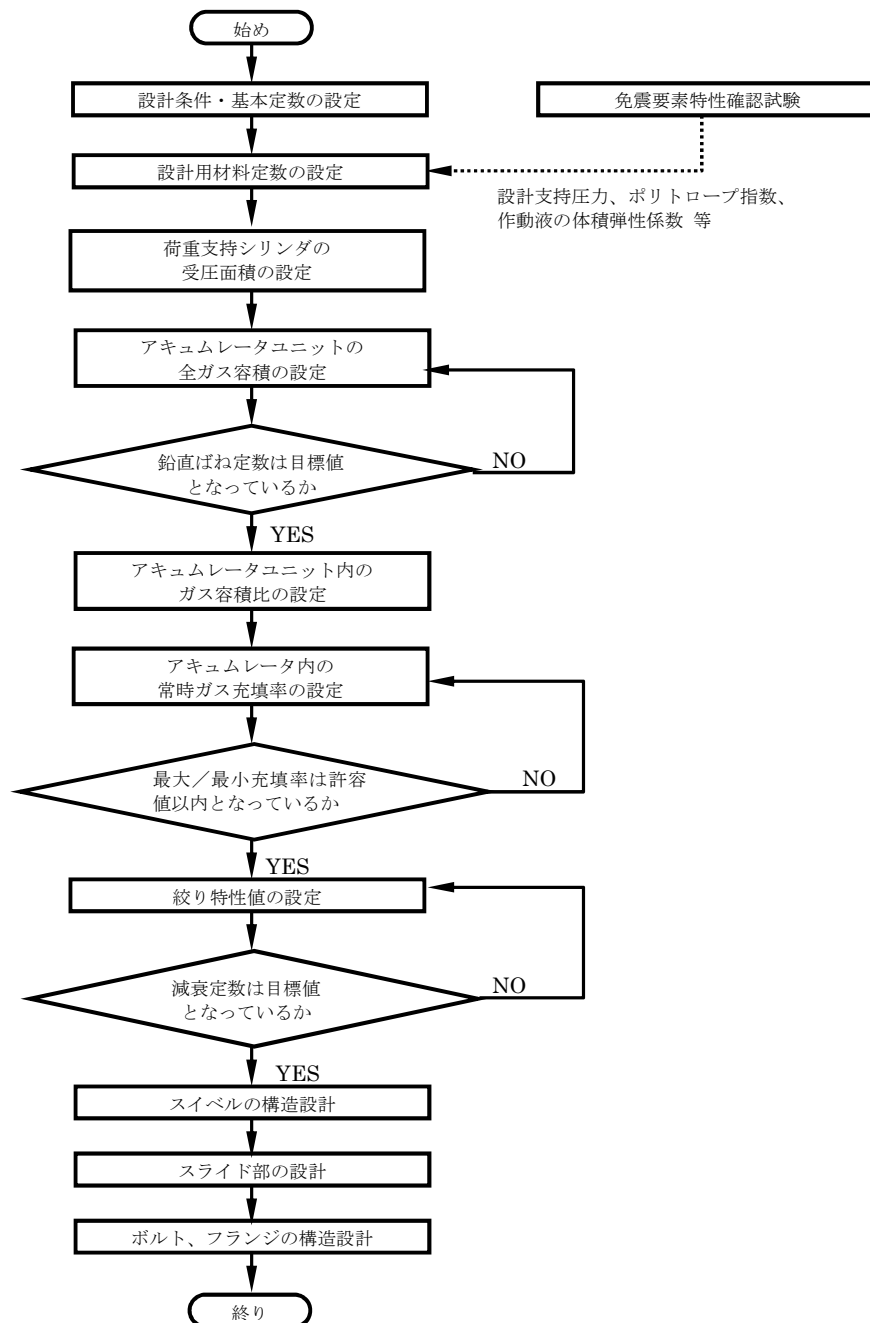 始め
設計条件・基本定数の設定
免震要素特性確認試験
設計用材料定数の設定
設計支持圧力、ポリトロープ指数、
作動液の体積弾性係数 等
荷重支持シリンダの
受圧面積の設定
アキュムレータユニットの
全ガス容積の設定
鉛直ばね定数は目標値
となっているか
NO
YES
アキュムレータユニット内の
ガス容積比の設定
アキュムレータ内の
常時ガス充填率の設定
最大／最小充填率は許容
値以内となっているか
NO
YES
絞り特性値の設定
減衰定数は目標値
となっているか
NO
YES
スイベルの構造設計
スライド部の設計
ボルト、フランジの構造設計
終り